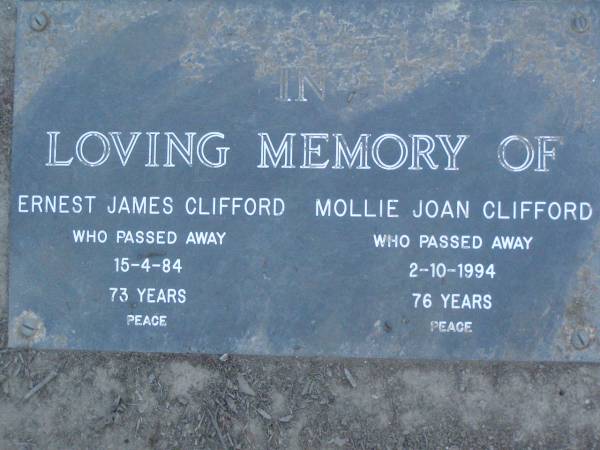 IN
LOVING MEMORY OF
ERNEST JAMES CLIFFORD
WHO PASSED AWAY
15-4-84
73 YEARS
PEACE
MOLLIE JOAN CLIFFORD
WHO PASSED AWAY
2-10-1994
76 YEARS
PEACE